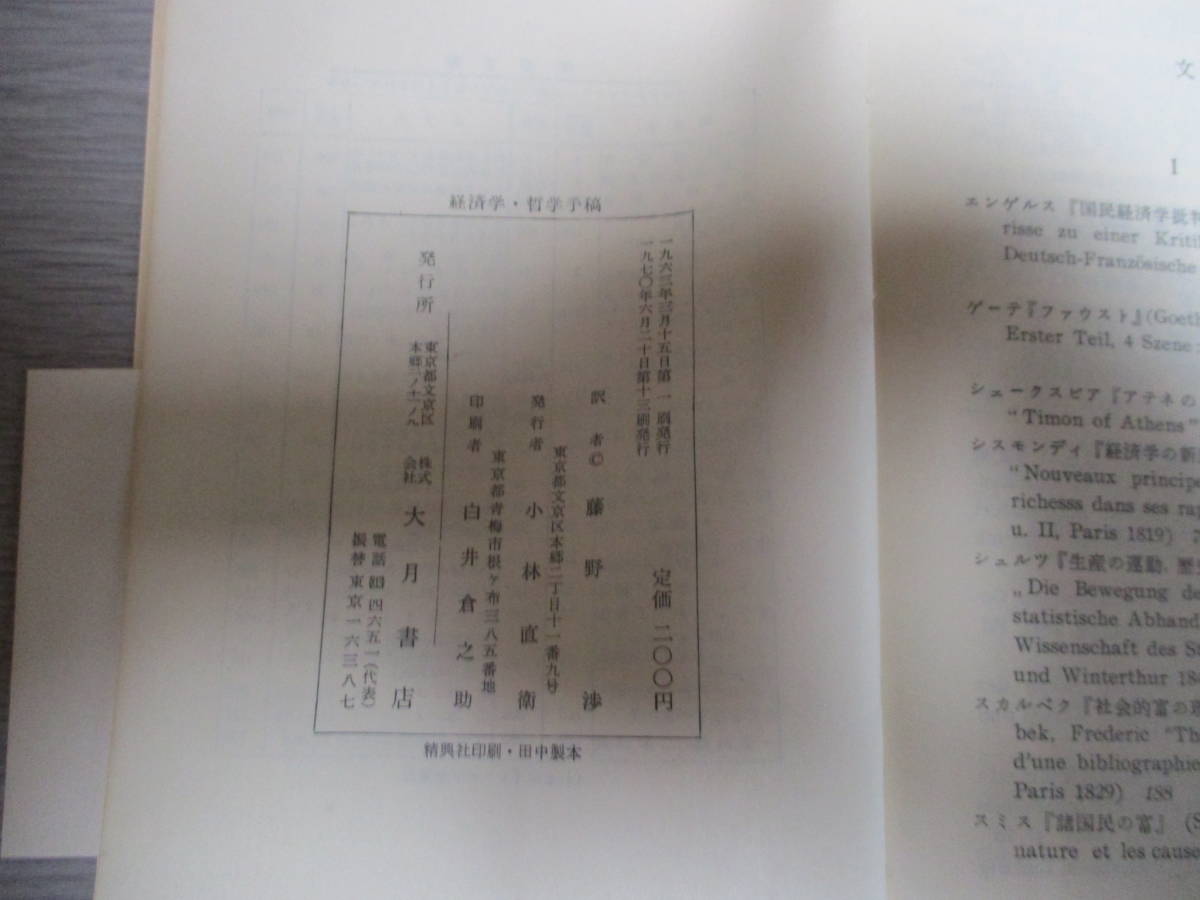 経済学・哲学手稿
一九六三年三月十五日第一刷発行
一九七〇年六月二十日第十三刷発行
定価 二〇〇円
訳者© 藤野渉
東京都文京区本郷二丁目十一番九号
発行者 小林直衛
東京都青梅市根ヶ布三八五番地
印刷者 白井倉之助
発行所
東京都文京区
本郷二ノ十一ノ九
株式会社 大月書店
電話 四六五一(代表)
振替東京一六三八七
精興社印刷・田中製本
文
1
エンゲルス『国民経済学批判
risse zu einer Kritik
Deutsch-Französische
ゲーテ『ファウスト』(Goeth
Erster Teil, 4 Szene
シェークスピア『アテネの
“Timon of Athens”
シスモンディ『経済学の新
“Nouveaux principe
richesss dans ses rap
u. II, Paris 1819)
シュルツ『生産の運動、歴史
„Die Bewegung de
statistische Abhand
Wissenschaft des S
und Winterthur 184
スカルベク『社会的富の理
bek, Frederic “Th
d'une bibliographie
Paris 1829) 188
スミス『諸国民の富』(S
nature et les cause